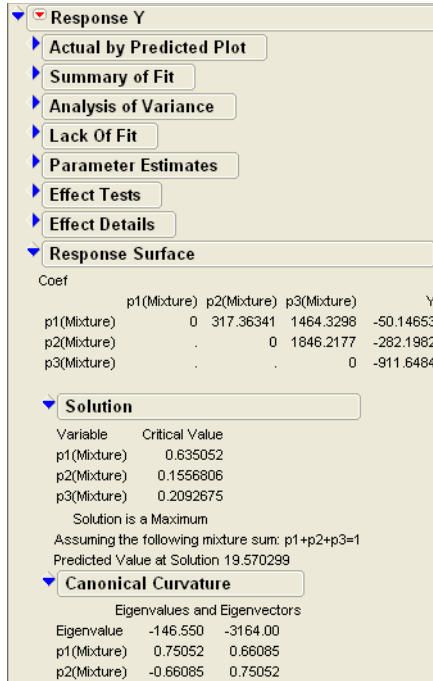 Response Y
Actual by Predicted Plot
Summary of Fit
Analysis of Variance
Lack Of Fit
Parameter Estimates
Effect Tests
Effect Details
Response Surface
Coef
p1(Mixture) p2(Mixture) p3(Mixture) Y
p1(Mixture) 0 317.36341 1464.3298 -50.14653
p2(Mixture) . 0 1846.2177 -282.1982
p3(Mixture) . . 0 -911.6484
Solution
Variable Critical Value
p1(Mixture) 0.635052
p2(Mixture) 0.1556806
p3(Mixture) 0.2092675
Solution is a Maximum
Assuming the following mixture sum: p1+p2+p3=1
Predicted Value at Solution 19.570299
Canonical Curvature
Eigenvalues and Eigenvectors
Eigenvalue -146.550 -3164.00
p1(Mixture) 0.75052 0.66085
p2(Mixture) -0.66085 0.75052